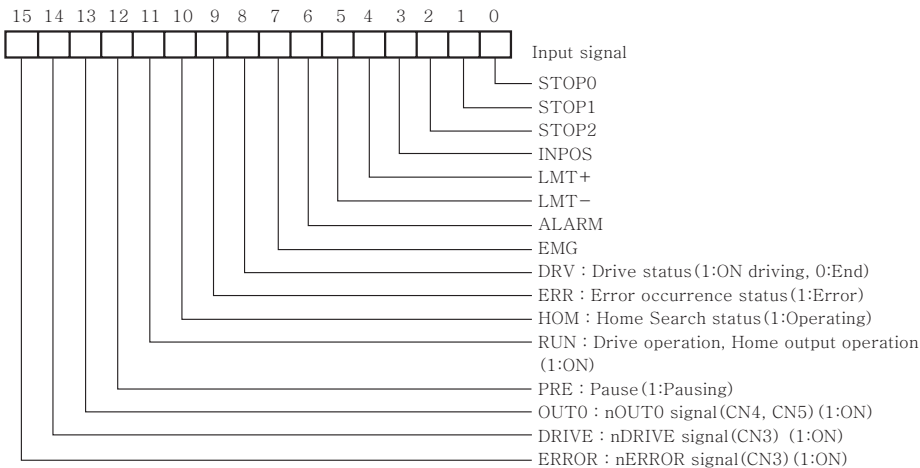 15 14 13 12 11 10 9 8 7 6 5 4 3 2 1 0
Input signal
STOP0
STOP1
STOP2
INPOS
LMT+
LMT−
ALARM
EMG
DRV : Drive status(1:ON driving, 0:End)
ERR : Error occurrence status(1:Error)
HOM : Home Search status(1:Operating)
RUN : Drive operation, Home output operation
(1:ON)
PRE : Pause(1:Pausing)
OUT0 : nOUT0 signal(CN4, CN5)(1:ON)
DRIVE : nDRIVE signal(CN3) (1:ON)
ERROR : nERROR signal(CN3)(1:ON)